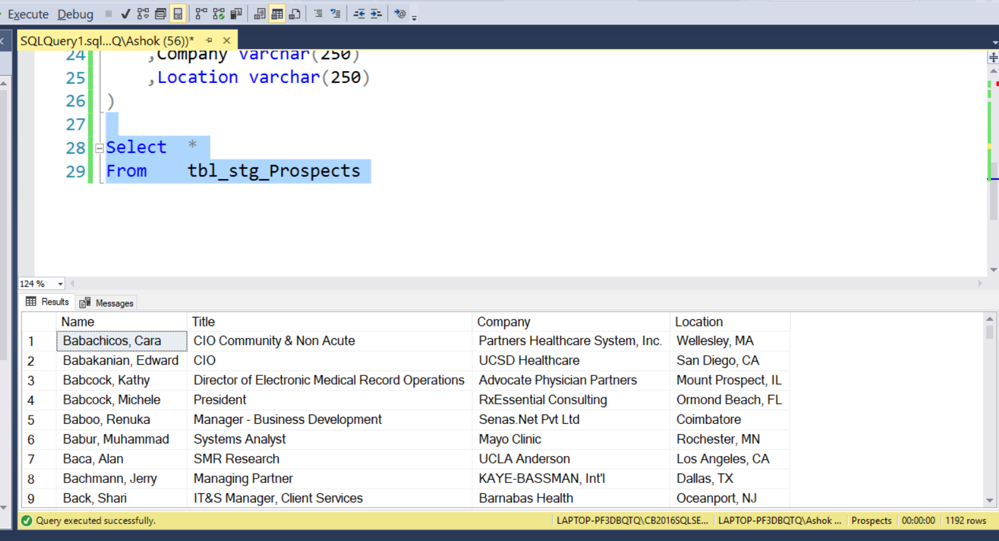 Execute Debug
SQLQuery1.sql...Q\Ashok (56))*
24 ,Company varchar(250)
25 ,Location varchar(250)
26 )
27
28 Select *
29 From tbl_stg_Prospects
124 %
Results Messages
Name Title Company Location
1 Babachicos, Cara CIO Community & Non Acute Partners Healthcare System, Inc. Wellesley, MA
2 Babakanian, Edward CIO UCSD Healthcare San Diego, CA
3 Babcock, Kathy Director of Electronic Medical Record Operations Advocate Physician Partners Mount Prospect, IL
4 Babcock, Michele President RxEssential Consulting Ormond Beach, FL
5 Baboo, Renuka Manager - Business Development Senas.Net Pvt Ltd Coimbatore
6 Babur, Muhammad Systems Analyst Mayo Clinic Rochester, MN
7 Baca, Alan SMR Research UCLA Anderson Los Angeles, CA
8 Bachmann, Jerry Managing Partner KAYE-BASSMAN, Int'l Dallas, TX
9 Back, Shari IT&S Manager, Client Services Barnabas Health Oceanport, NJ
Query executed successfully. LAPTOP-PF3DBQTQ\CB2016SQLSE... LAPTOP-PF3DBQTQ\Ashok ... Prospects 00:00:00 1192 rows